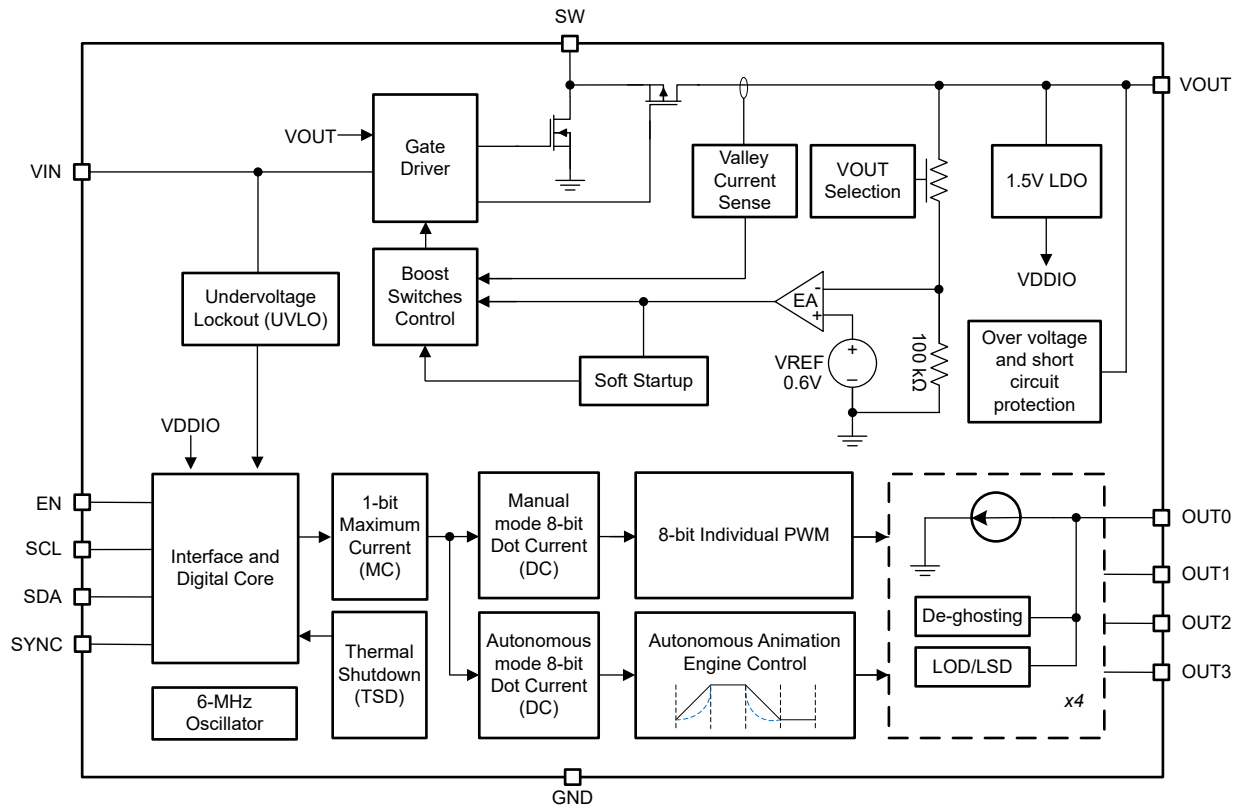 SW
VOUT
VOUT
VIN
Gate
Driver
Valley
Current
Sense
VOUT
Selection
1.5V LDO
VDDIO
Undervoltage
Lockout (UVLO)
Boost
Switches
Control
EA
-
+
+
–
VREF
0.6V
100 kΩ
Over voltage
and short
circuit
protection
Soft Startup
VDDIO
EN
SCL
SDA
SYNC
Interface and
Digital Core
1-bit
Maximum
Current
(MC)
Manual
mode 8-bit
Dot Current
(DC)
8-bit Individual PWM
Thermal
Shutdown
(TSD)
Autonomous
mode 8-bit
Dot Current
(DC)
Autonomous Animation
Engine Control
6-MHz
Oscillator
De-ghosting
LOD/LSD
x4
OUT0
OUT1
OUT2
OUT3
GND